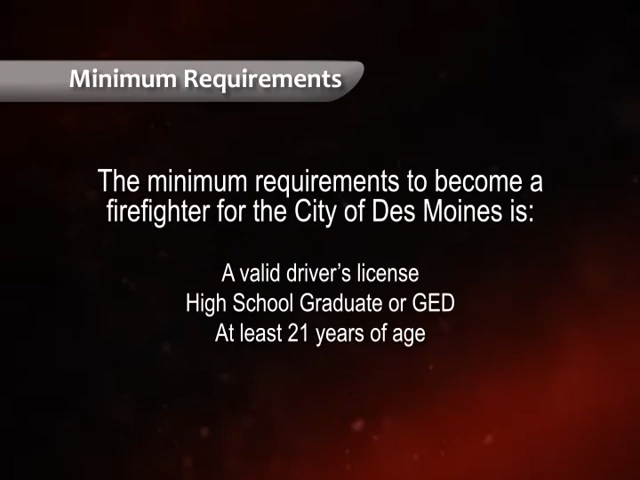 Minimum Requirements
The minimum requirements to become a
firefighter for the City of Des Moines is:
A valid driver's license
High School Graduate or GED
At least 21 years of age